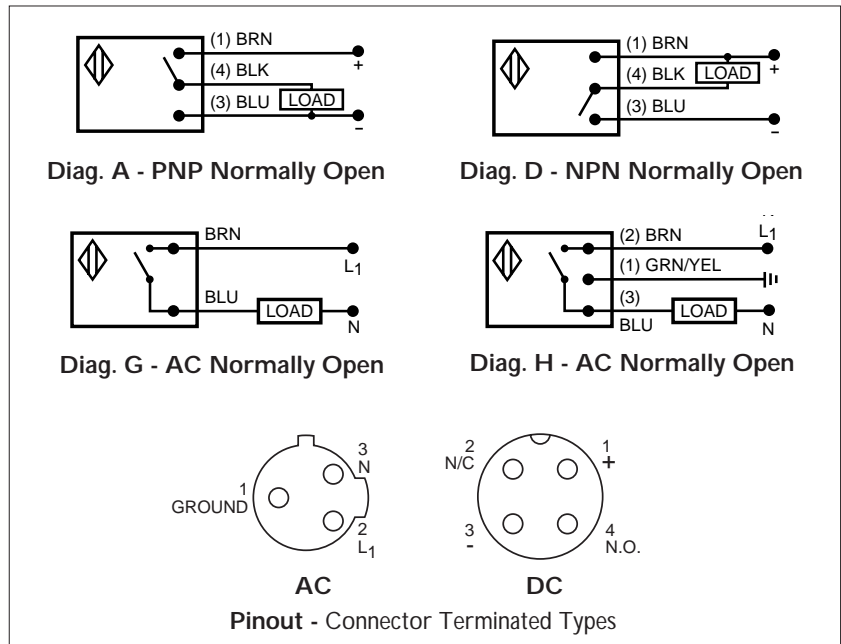 (1) BRN
+
(4) BLK
(3) BLU
LOAD
–
Diag. A - PNP Normally Open
(1) BRN
+
(4) BLK
LOAD
(3) BLU
–
Diag. D - NPN Normally Open
BRN
L1
BLU
LOAD
N
Diag. G - AC Normally Open
(2) BRN
L1
(1) GRN/YEL
(3)
BLU
LOAD
N
Diag. H - AC Normally Open
3
N
1
GROUND
2
L1
AC
2
N/C
1
+
3
-
4
N.O.
DC
Pinout - Connector Terminated Types